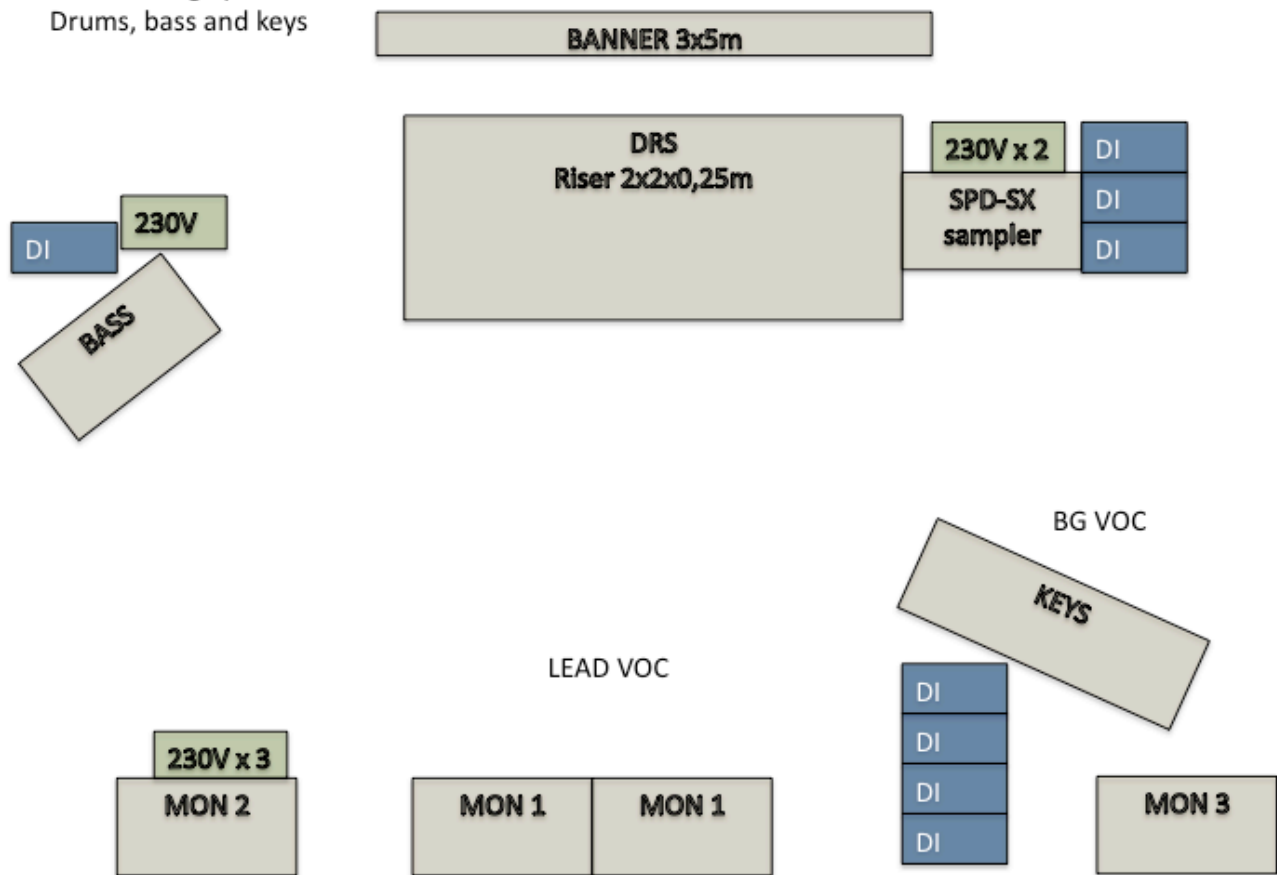 Drums, bass and keys
BANNER 3x5m
DRS
Riser 2x2x0,25m
230V x 2
DI
SPD-SX
sampler
DI
DI
230V
DI
BASS
BG VOC
KEYS
LEAD VOC
DI
DI
DI
DI
230V x 3
MON 2
MON 1
MON 1
MON 3